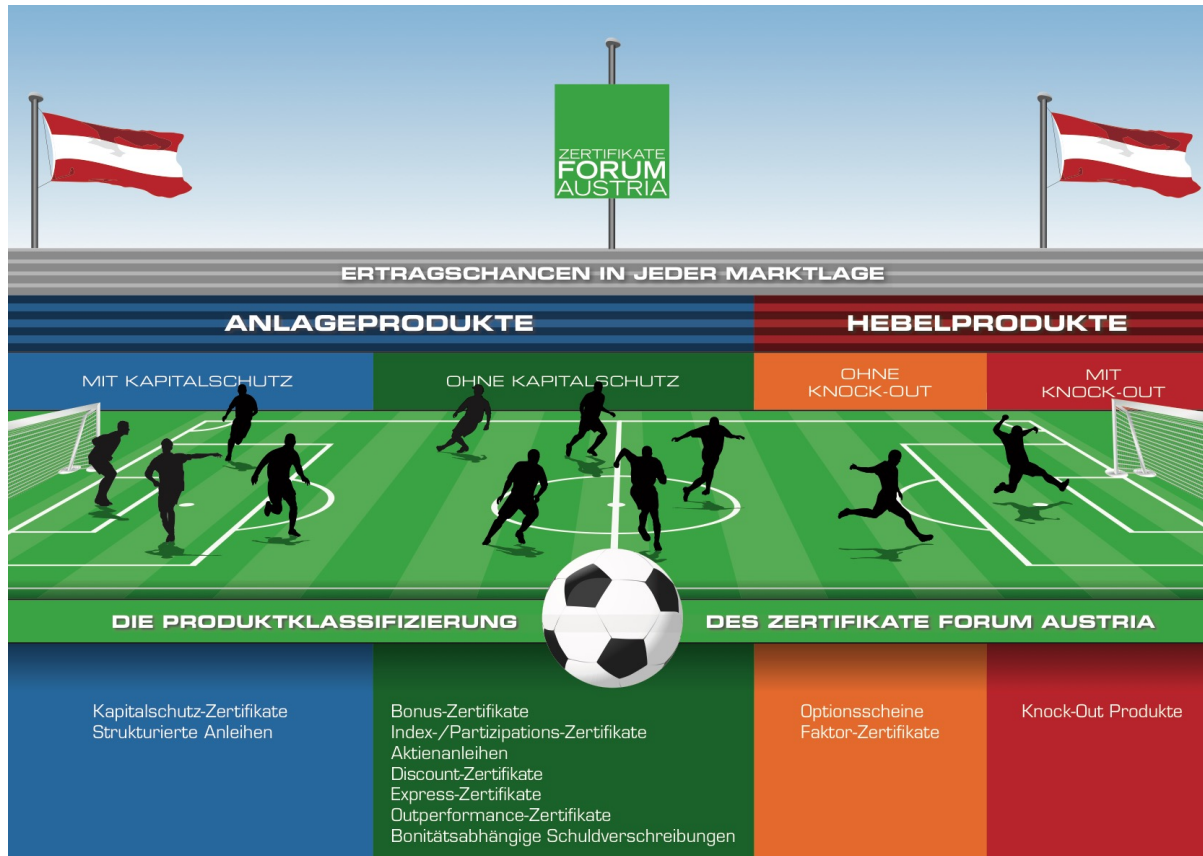 ZERTIFIKATE
FORUM
AUSTRIA
ERTRAGSCHANCEN IN JEDER MARKTLAGE
ANLAGEPRODUKTE
HEBELPRODUKTE
MIT KAPITALSCHUTZ
OHNE KAPITALSCHUTZ
OHNE
KNOCK-OUT
MIT
KNOCK-OUT
DIE PRODUKTKLASSIFIZIERUNG DES ZERTIFIKATE FORUM AUSTRIA
Kapitalschutz-Zertifikate
Strukturierte Anleihen
Bonus-Zertifikate
Index-/Partizipations-Zertifikate
Aktienanleihen
Discount-Zertifikate
Express-Zertifikate
Outperformance-Zertifikate
Bonitätsabhängige Schuldverschreibungen
Optionsscheine
Faktor-Zertifikate
Knock-Out Produkte